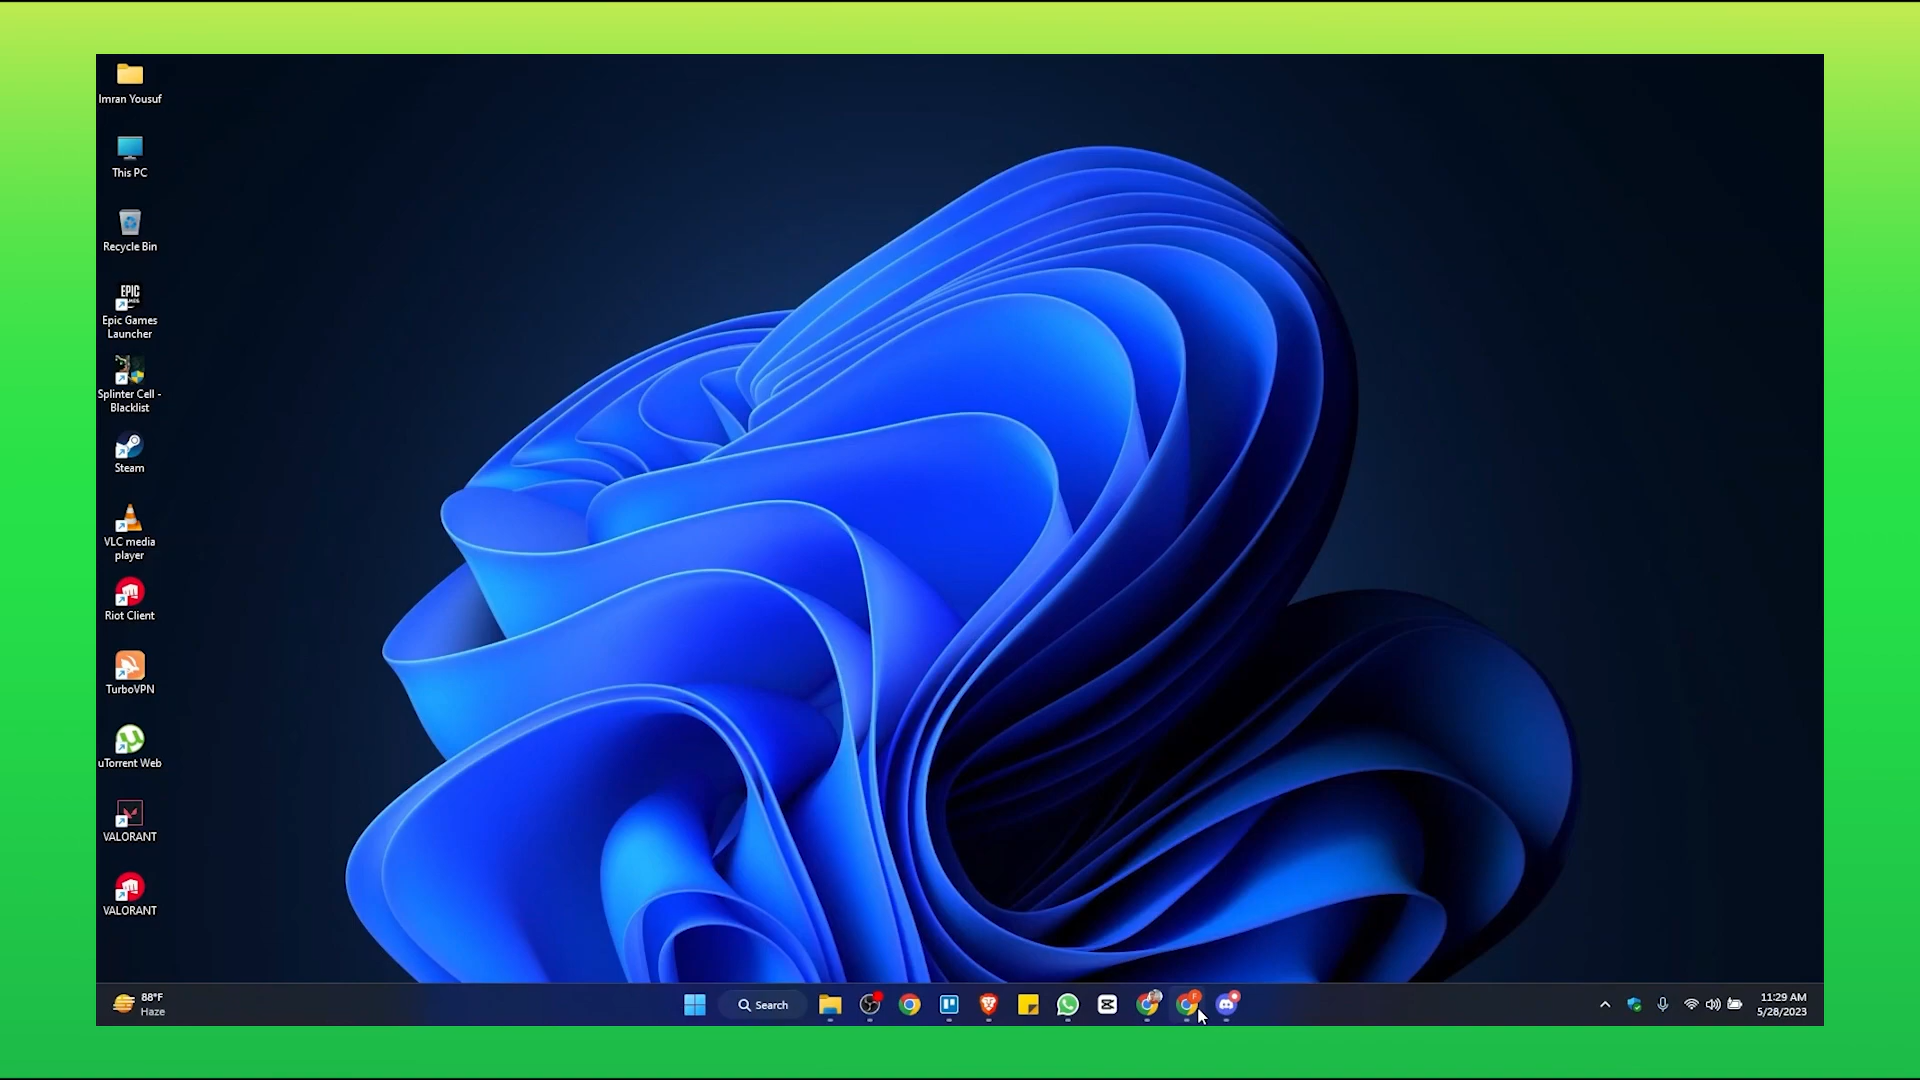 Imran Yousuf
This PC
Recycle Bin
EPIC
Epic Games
Launcher
Splinter Cell -
Blacklist
Steam
VLC media
player
Riot Client
TurboVPN
uTorrent Web
VALORANT
VALORANT
88°F
Haze
Search
F
11:29 AM
5/28/2023